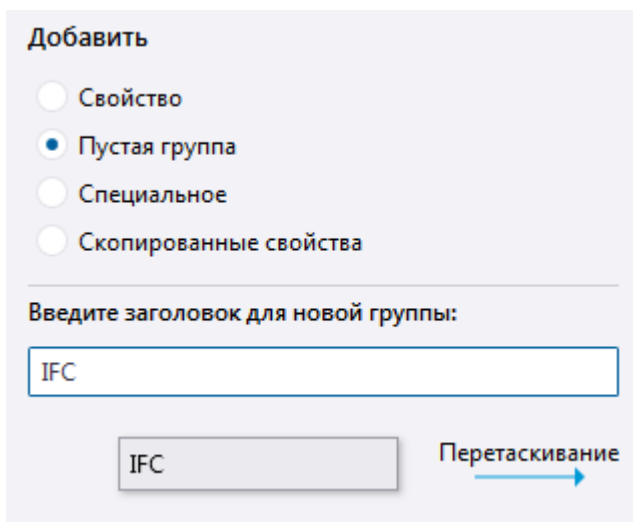 Добавить
Свойство
Пустая группа
Специальное
Скопированные свойства
Введите заголовок для новой группы:
IFC
IFC
Перетаскивание